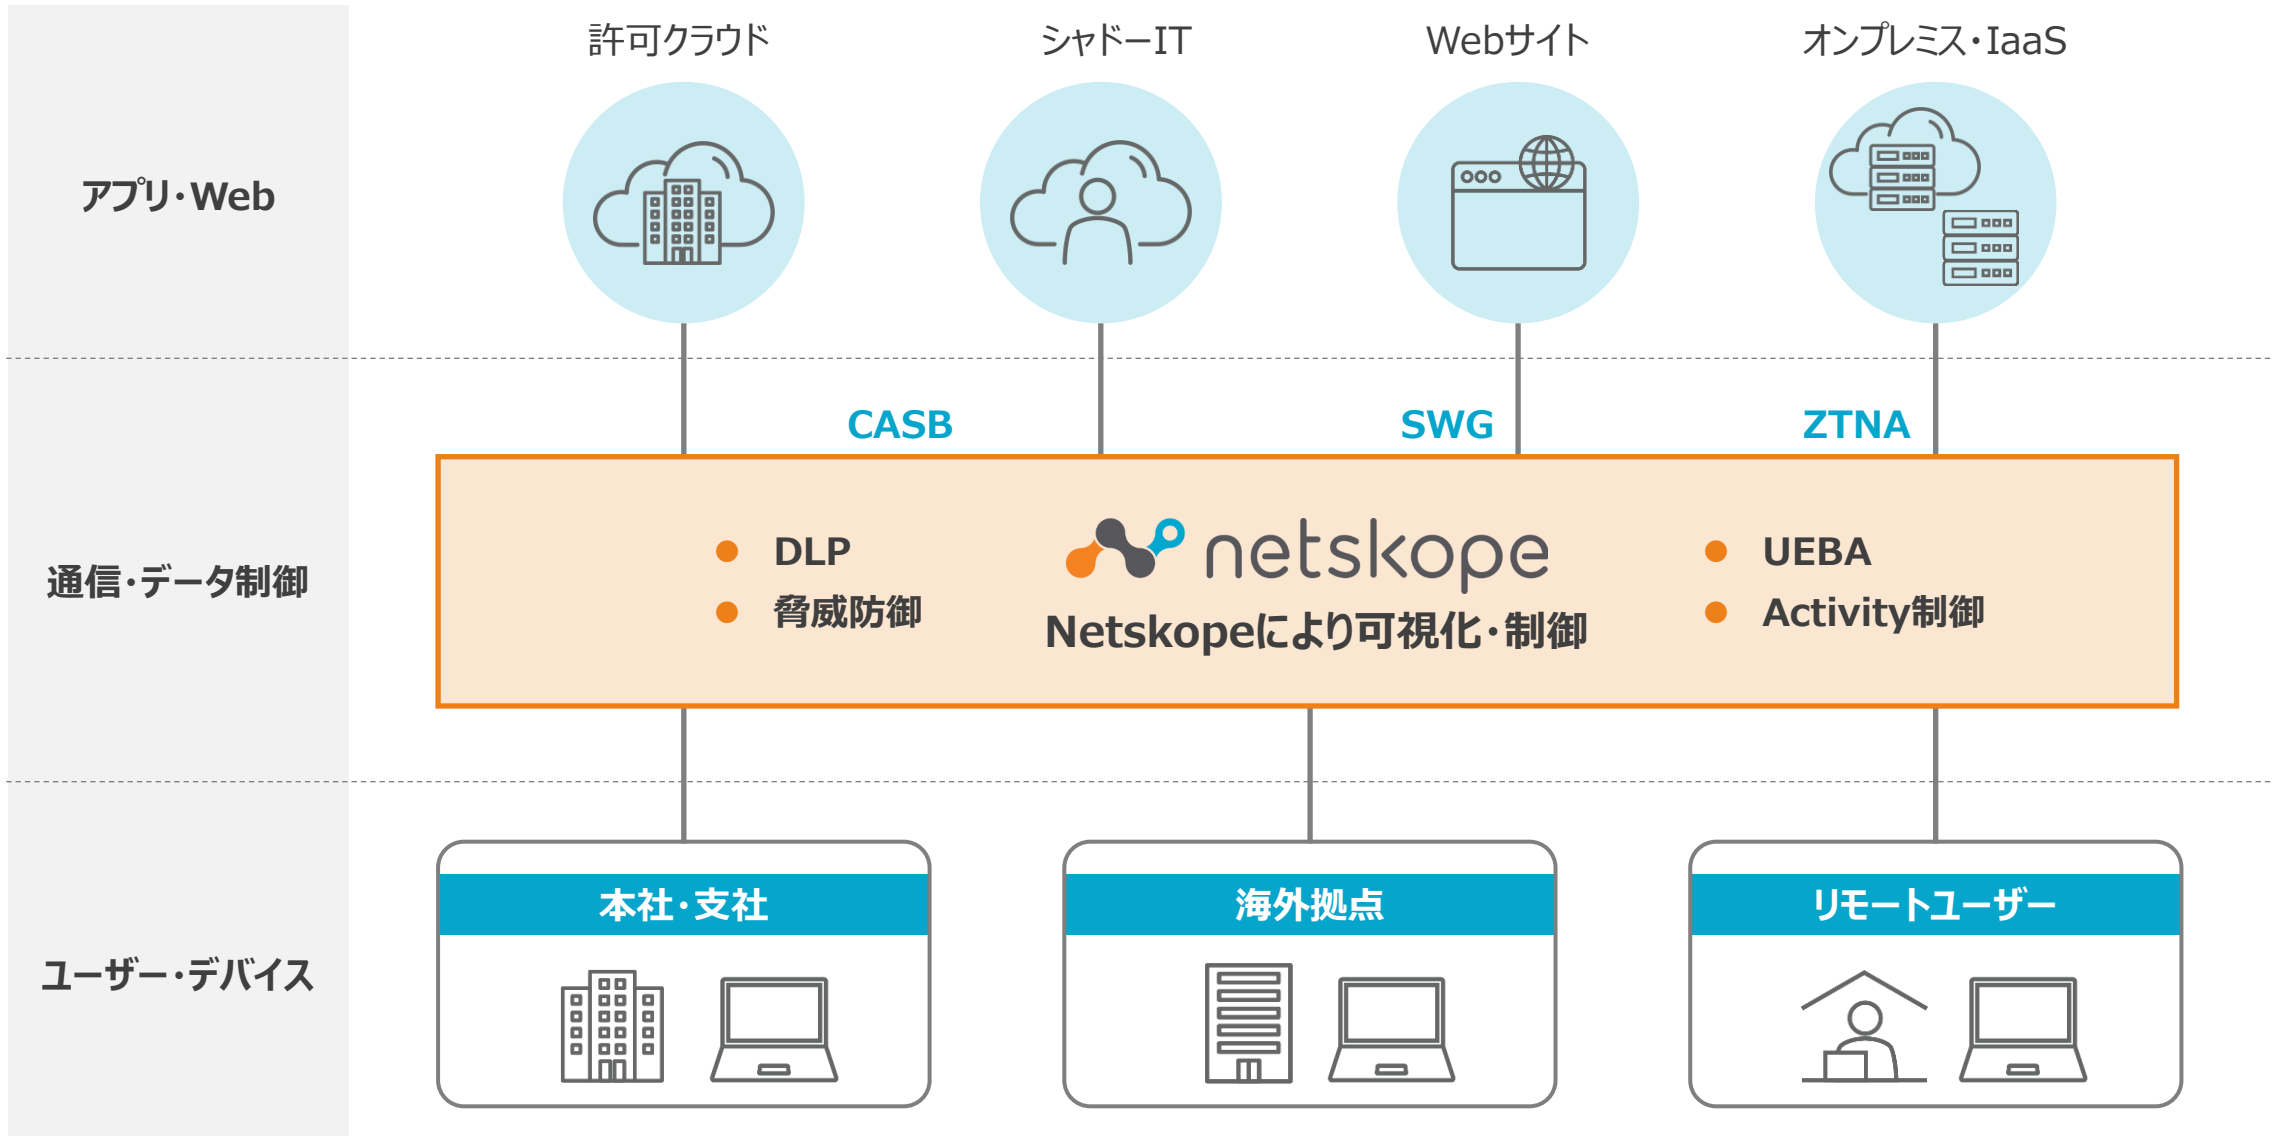 許可クラウド
シャドーIT
Webサイト
オンプレミス・IaaS
アプリ・Web
CASB
SWG
ZTNA
通信・データ制御
DLP
脅威防御
netskope
Netskopeにより可視化・制御
UEBA
Activity制御
ユーザー・デバイス
本社・支社
海外拠点
リモートユーザー